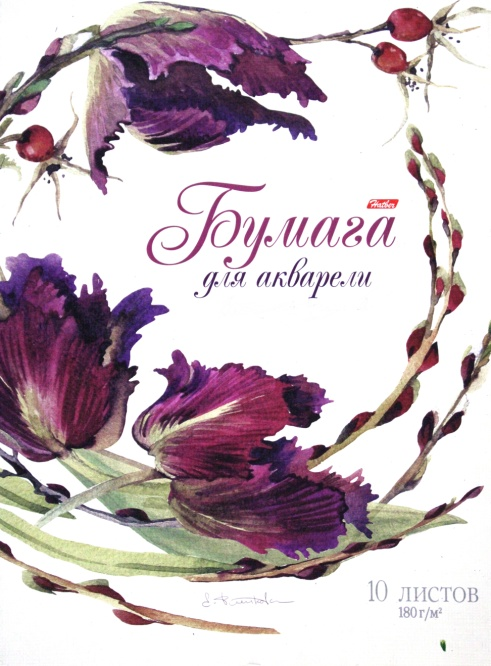 Бумага
Hatber
для акварели
10 листов
180 г/м²